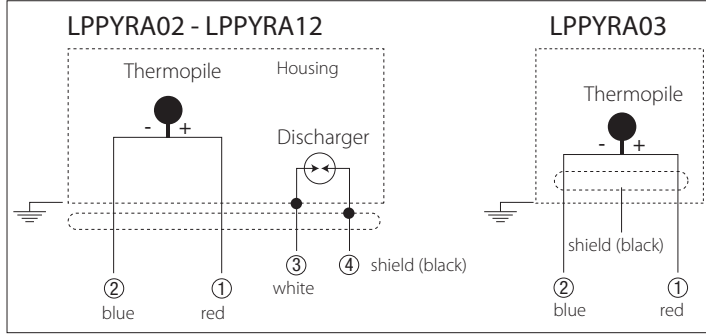 LPPYRA02 - LPPYRA12
Thermopile
Housing
- +
Discharger
② blue
① red
③ white
④ shield (black)
LPPYRA03
Thermopile
- +
shield (black)
② blue
① red